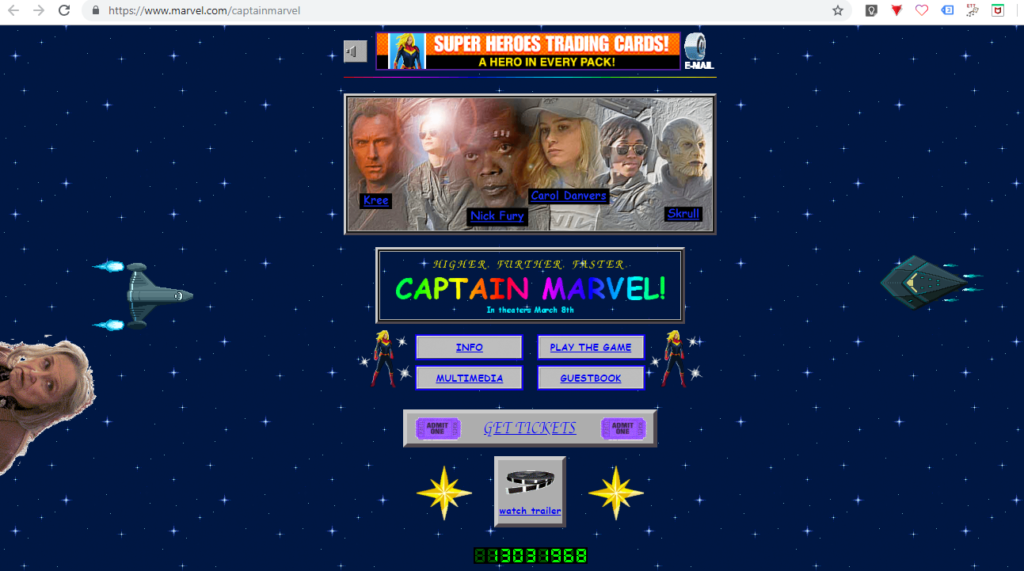 https://www.marvel.com/captainmarvel
SUPER HEROES TRADING CARDS!
A HERO IN EVERY PACK!
E-MAIL
Kree
Nick Fury
Carol Danvers
Skrull
HIGHER. FURTHER. FASTER.
CAPTAIN MARVEL!
In theaters March 8th
INFO
PLAY THE GAME
MULTIMEDIA
GUESTBOOK
ADMIT ONE
GET TICKETS
ADMIT ONE
watch trailer
13031968